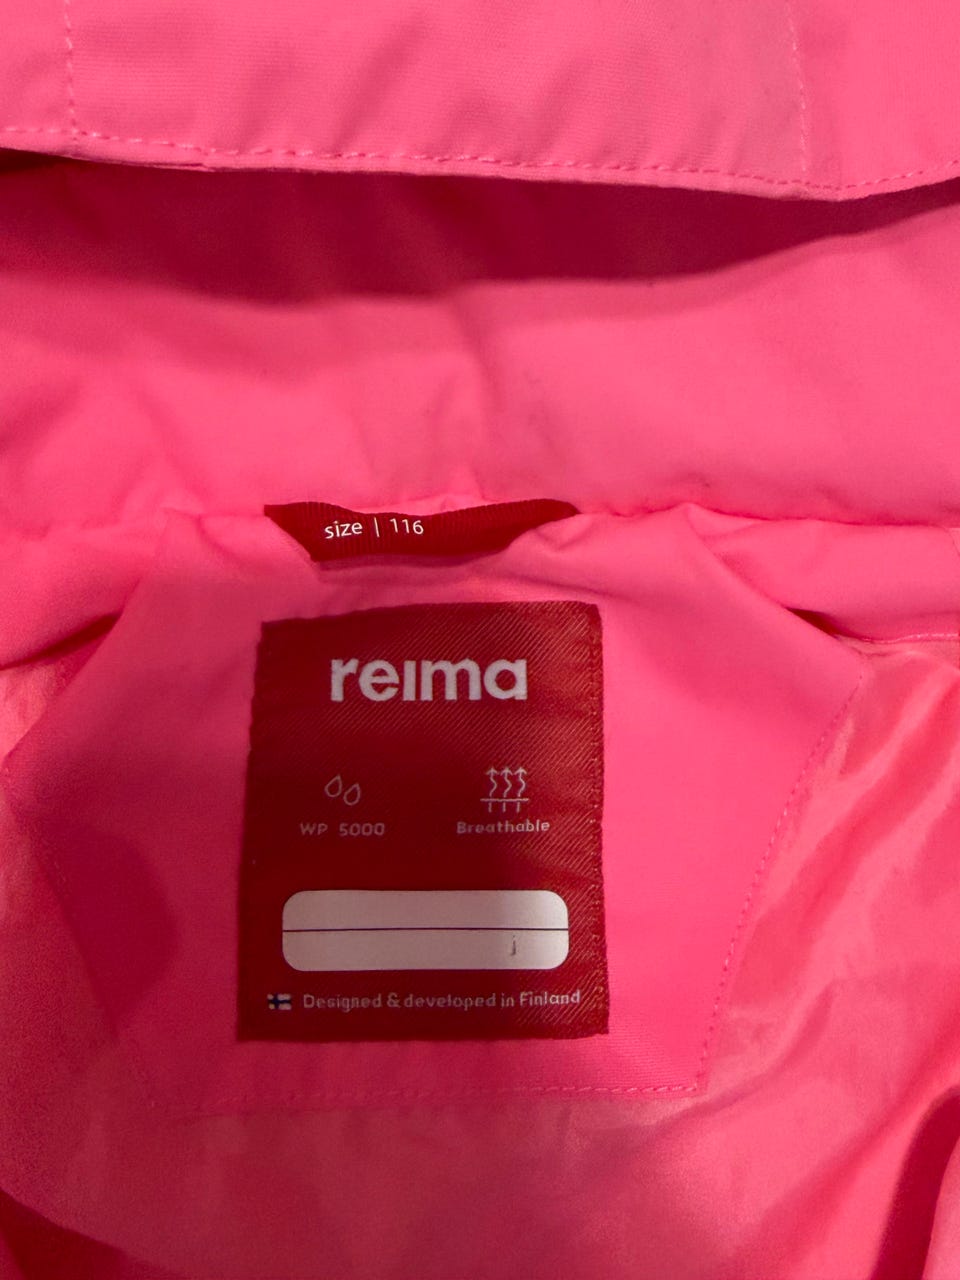 size | 116
reima
WP 5000
Breathable
Designed & developed in Finland